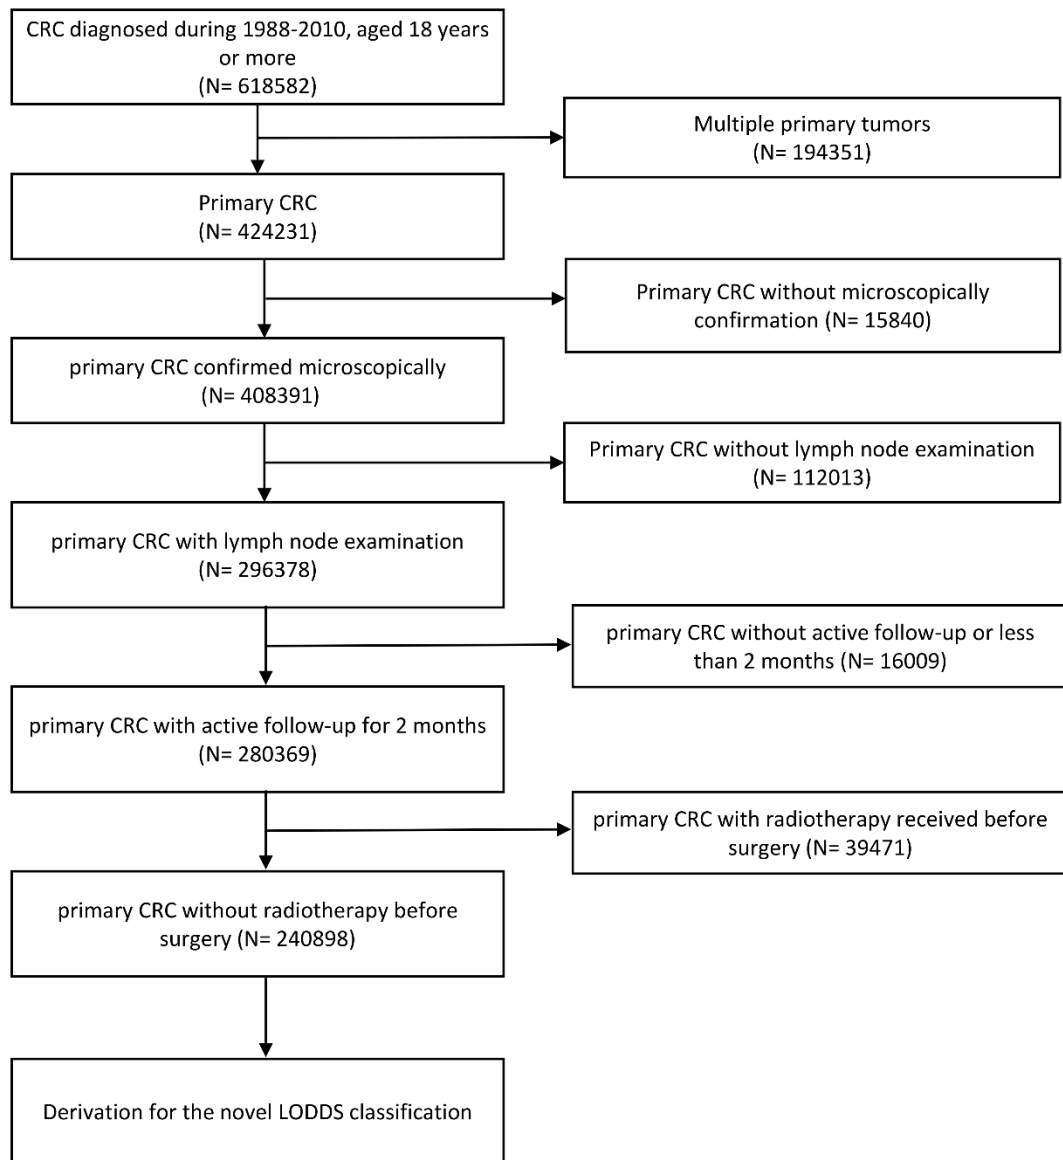 CRC diagnosed during 1988-2010, aged 18 years
or more
(N= 618582)
Multiple primary tumors
(N= 194351)
Primary CRC
(N= 424231)
Primary CRC without microscopically
confirmation (N= 15840)
primary CRC confirmed microscopically
(N= 408391)
Primary CRC without lymph node examination
(N= 112013)
primary CRC with lymph node examination
(N= 296378)
primary CRC without active follow-up or less
than 2 months (N= 16009)
primary CRC with active follow-up for 2 months
(N= 280369)
primary CRC with radiotherapy received before
surgery (N= 39471)
primary CRC without radiotherapy before
surgery (N= 240898)
Derivation for the novel LODDS classification